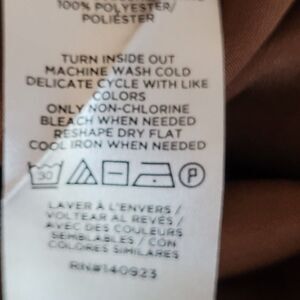 100% POLYESTER/
POLIÉSTER
TURN INSIDE OUT
MACHINE WASH COLD
DELICATE CYCLE WITH LIKE
COLORS
ONLY NON-CHLORINE
BLEACH WHEN NEEDED
RESHAPE DRY FLAT
COOL IRON WHEN NEEDED
30 P
LAVER À L'ENVERS /
VOLTEAR AL REVÉS /
AVEC DES COULEURS
SEMBLABLES / CON
COLORES SIMILARES
RN#140923